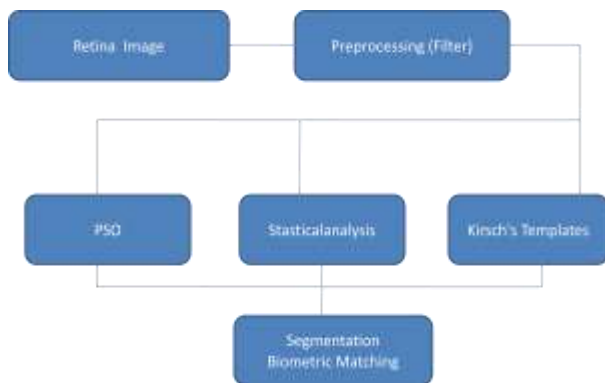 Retina Image
Preprocessing (Filter)
PSO
Stasticalanalysis
Kirsch's Templates
Segmentation
Biometric Matching